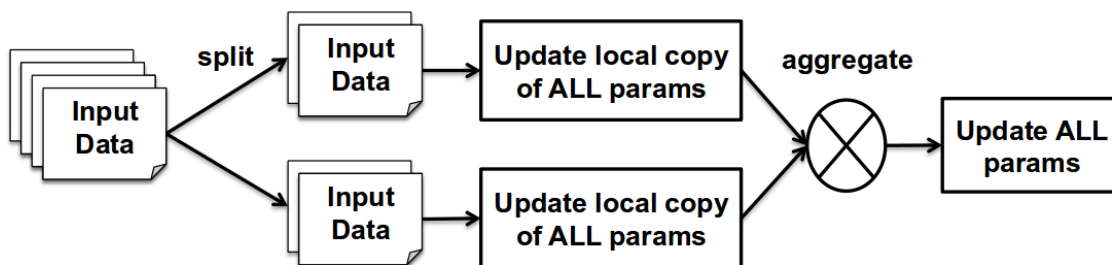 Input
Data
split
Input
Data
Update local copy
of ALL params
Input
Data
Update local copy
of ALL params
aggregate
Update ALL
params